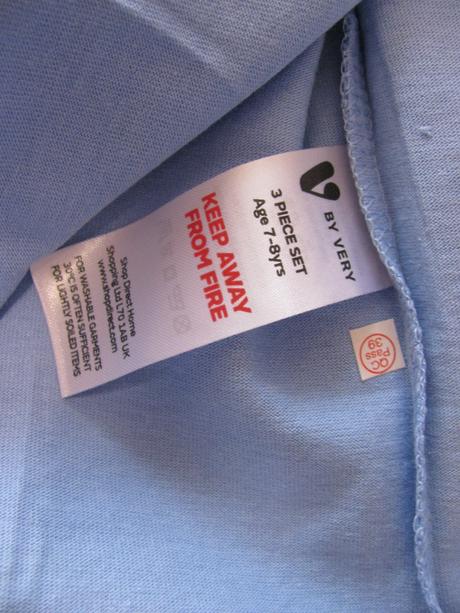 BY VERY
3 PIECE SET
Age 7-8yrs
KEEP AWAY
FROM FIRE
Shop Direct Home
Shopping Ltd L70 1AB UK
www.shopdirect.com
FOR WASHABLE GARMENTS
30°C IS OFTEN SUFFICIENT
FOR LIGHTLY SOILED ITEMS
QC
Pass
39